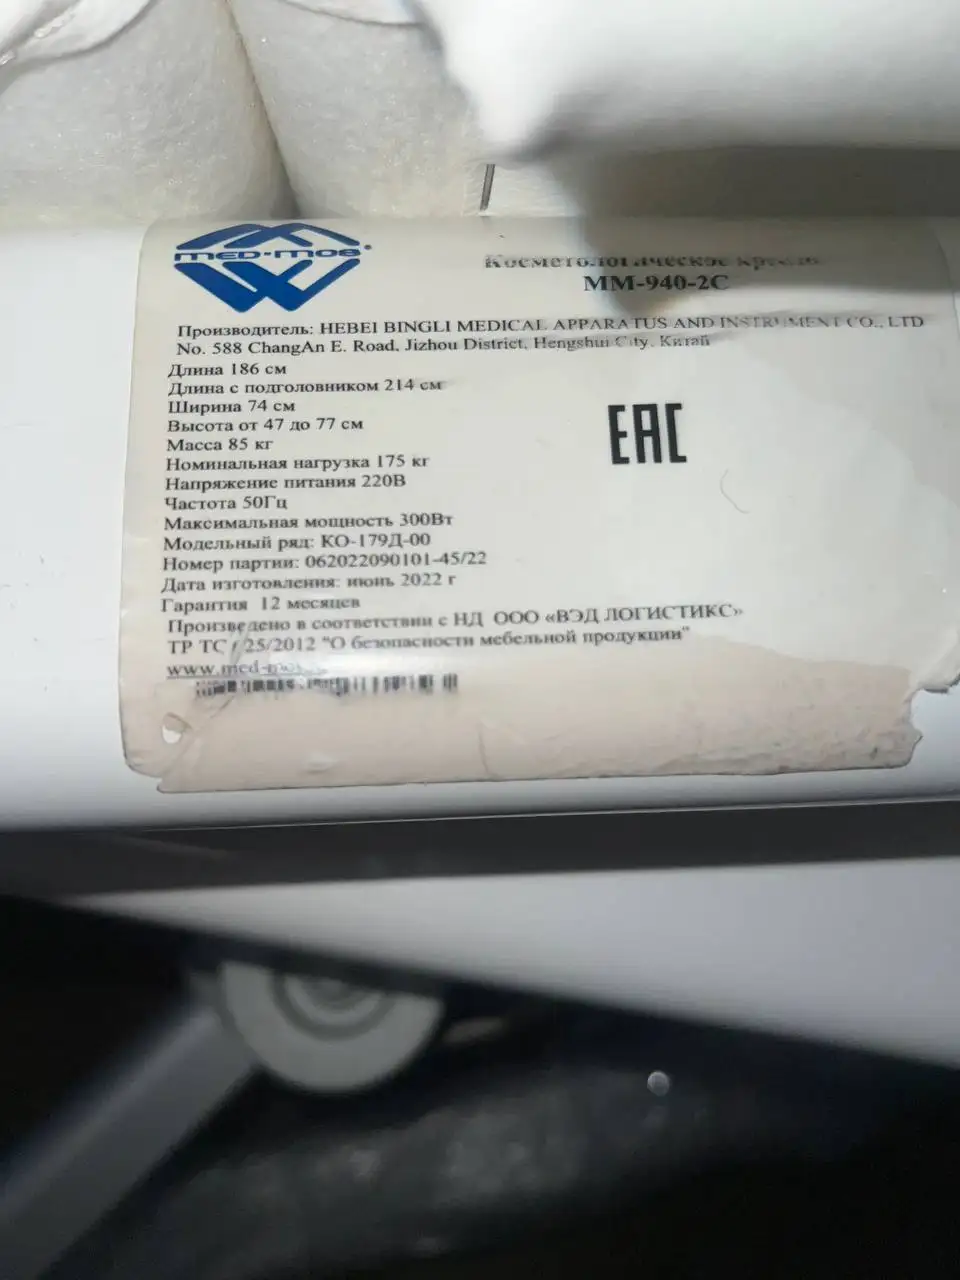 MED-MOB®
Косметологическое кресло
MM-940-2C
Производитель: HEBEI BINGLI MEDICAL APPARATUS AND INSTRUMENT CO., LTD
No. 588 ChangAn E. Road, Jizhou District, Hengshui City, Китай
Длина 186 см
Длина с подголовником 214 см
Ширина 74 см
Высота от 47 до 77 см
Масса 85 кг
Номинальная нагрузка 175 кг
Напряжение питания 220В
Частота 50Гц
EAC
Максимальная мощность 300Вт
Модельный ряд: КО-179Д-00
Номер партии: 062022090101-45/22
Дата изготовления: июнь 2022 г
Гарантия 12 месяцев
Произведено в соответствии с НД ООО «ВЭД ЛОГИСТИКС»
ТР ТС 025/2012 "О безопасности мебельной продукции"